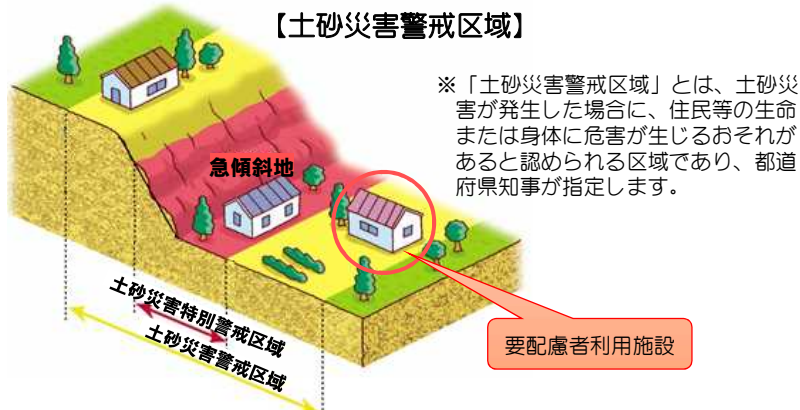 【土砂災害警戒区域】
※「土砂災害警戒区域」とは、土砂災
害が発生した場合に、住民等の生命
または身体に危害が生じるおそれが
あると認められる区域であり、都道
府県知事が指定します。
急傾斜地
土砂災害特別警戒区域
土砂災害警戒区域
要配慮者利用施設